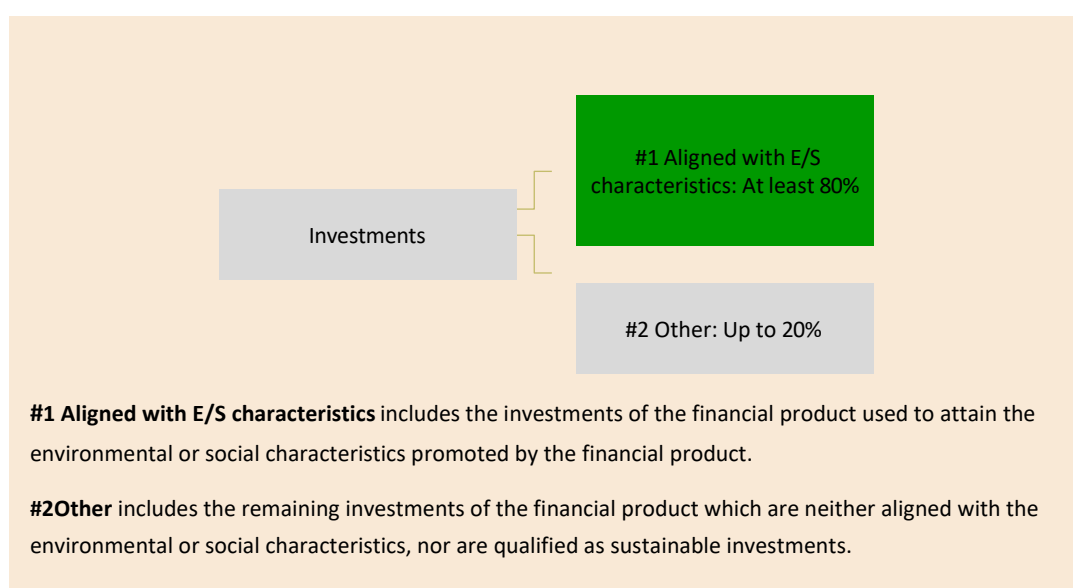 #1 Aligned with E/S
characteristics: At least 80%
Investments
#2 Other: Up to 20%
#1 Aligned with E/S characteristics includes the investments of the financial product used to attain the
environmental or social characteristics promoted by the financial product.
#2Other includes the remaining investments of the financial product which are neither aligned with the
environmental or social characteristics, nor are qualified as sustainable investments.